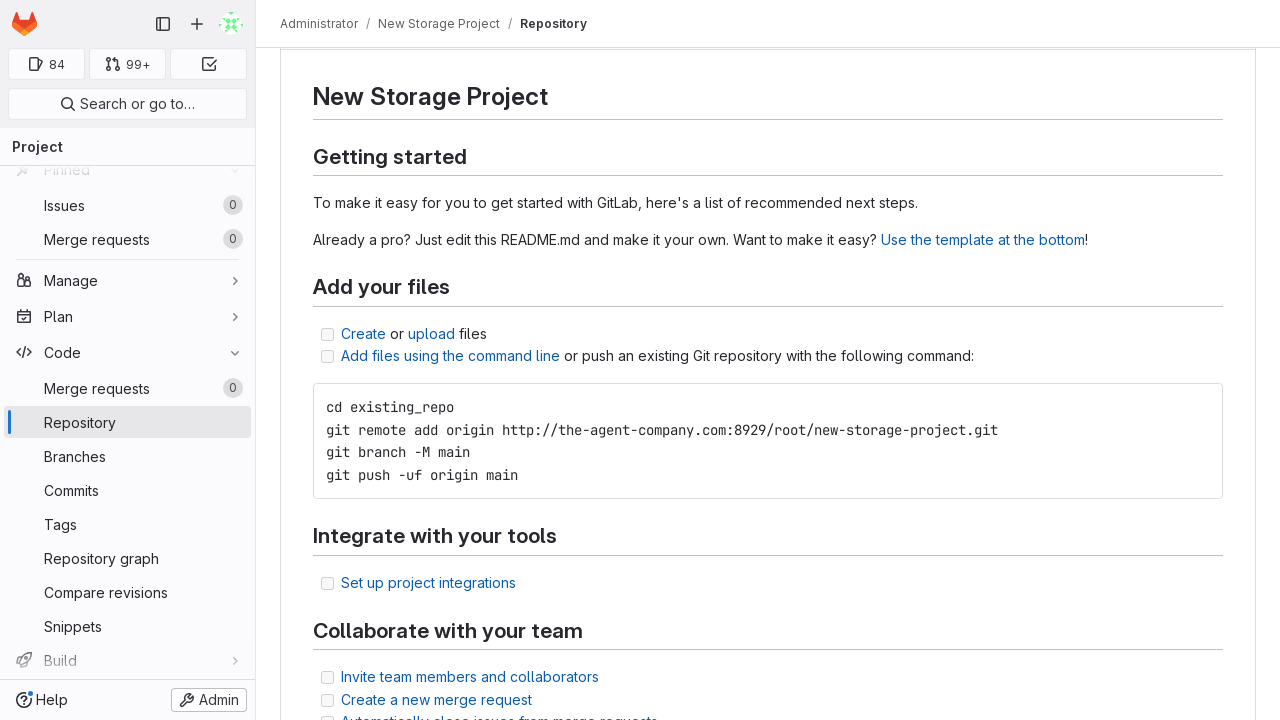 Administrator / New Storage Project / Repository
84
99+
Search or go to…
Project
Pinned
Issues 0
Merge requests 0
Manage
Plan
Code
Merge requests 0
Repository
Branches
Commits
Tags
Repository graph
Compare revisions
Snippets
Build
Help
Admin
New Storage Project
Getting started
To make it easy for you to get started with GitLab, here's a list of recommended next steps.
Already a pro? Just edit this README.md and make it your own. Want to make it easy? Use the template at the bottom!
Add your files
Create or upload files
Add files using the command line or push an existing Git repository with the following command:
cd existing_repo
git remote add origin http://the-agent-company.com:8929/root/new-storage-project.git
git branch -M main
git push -uf origin main
Integrate with your tools
Set up project integrations
Collaborate with your team
Invite team members and collaborators
Create a new merge request
Automatically close issues from merge requests